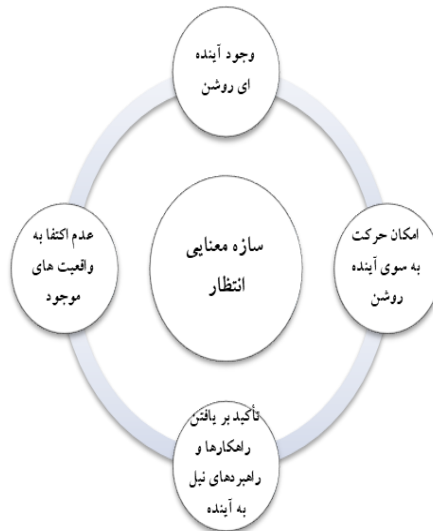 وجود آینده
ای روشن
امکان حرکت
به سوی آینده
روشن
سازه معنایی
انتظار
عدم اکتفا به
واقعیت های
موجود
تأکید بر یافتن
راهکارها و
راهبردهای نیل
به آینده